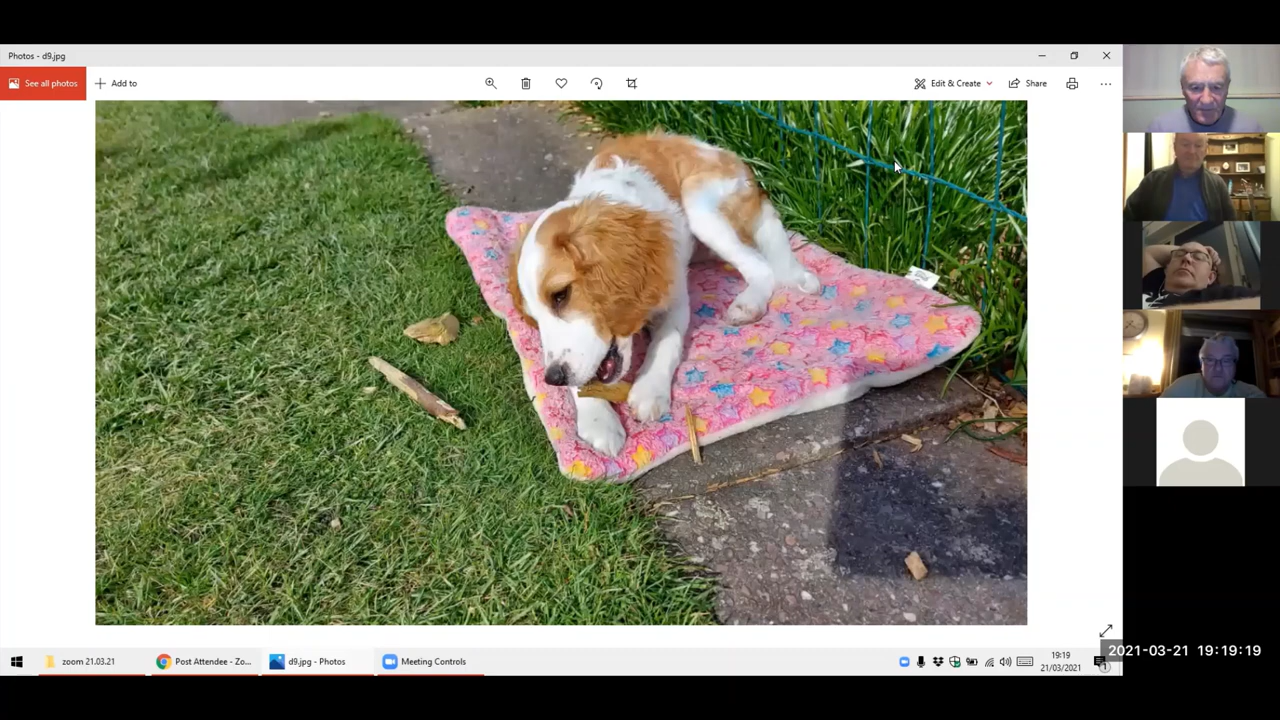 Photos - d9.jpg
See all photos
Add to
Edit & Create
Share
zoom 21.03.21
Post Attendee - Zo...
d9.jpg - Photos
Meeting Controls
19:19
21/03/2021
1
2021-03-21 19:19:19